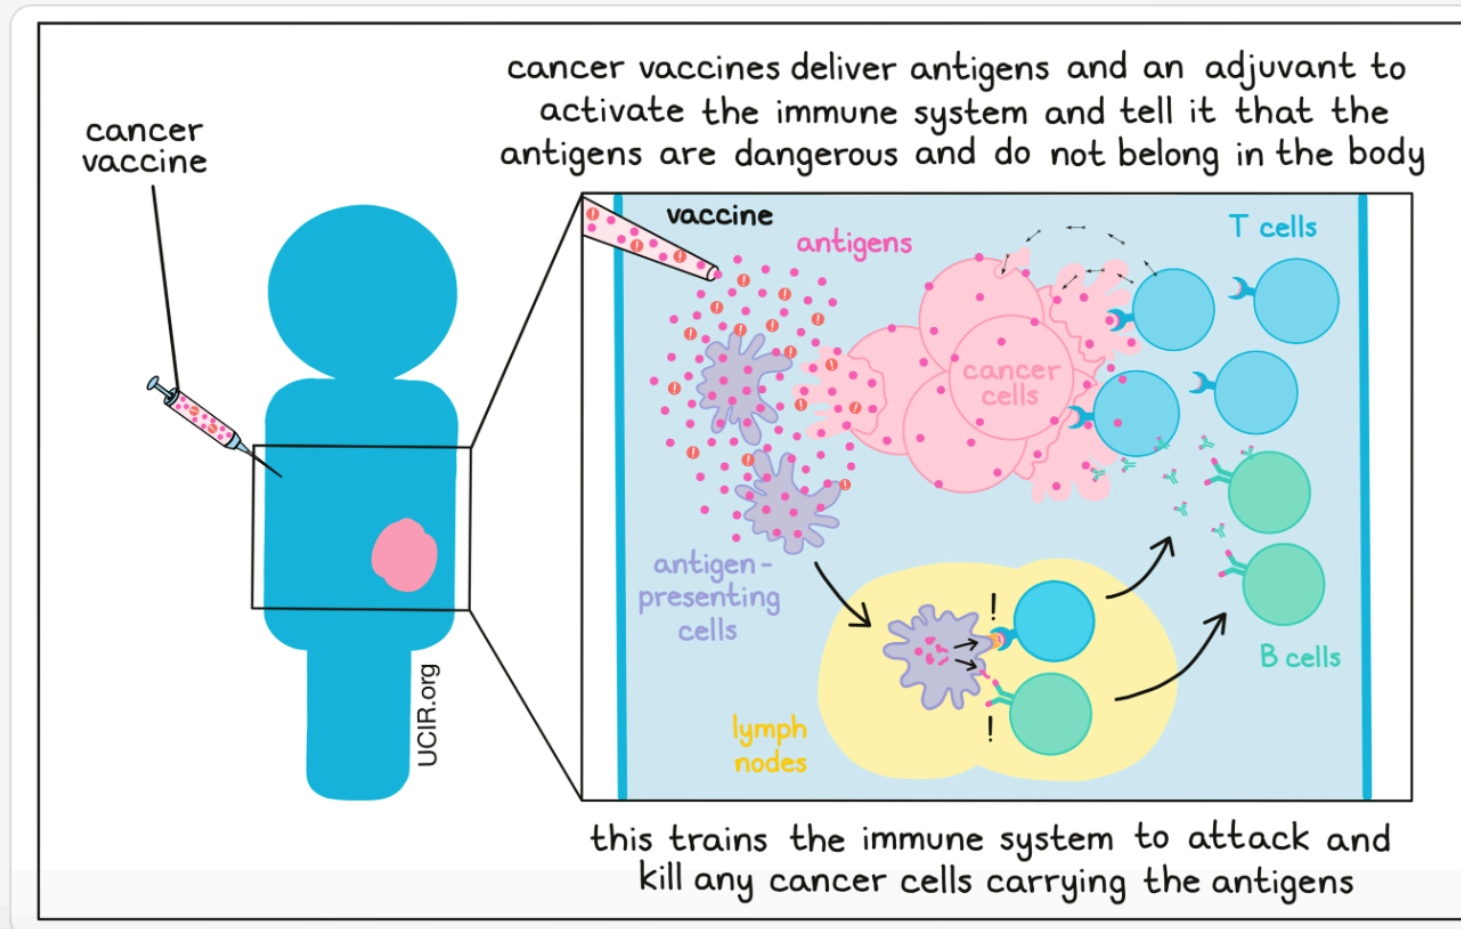 cancer vaccines deliver antigens and an adjuvant to
activate the immune system and tell it that the
antigens are dangerous and do not belong in the body
cancer
vaccine
vaccine
antigens
T cells
cancer
cells
antigen-
presenting
cells
!
!
lymph
nodes
B cells
UCIR.org
this trains the immune system to attack and
kill any cancer cells carrying the antigens